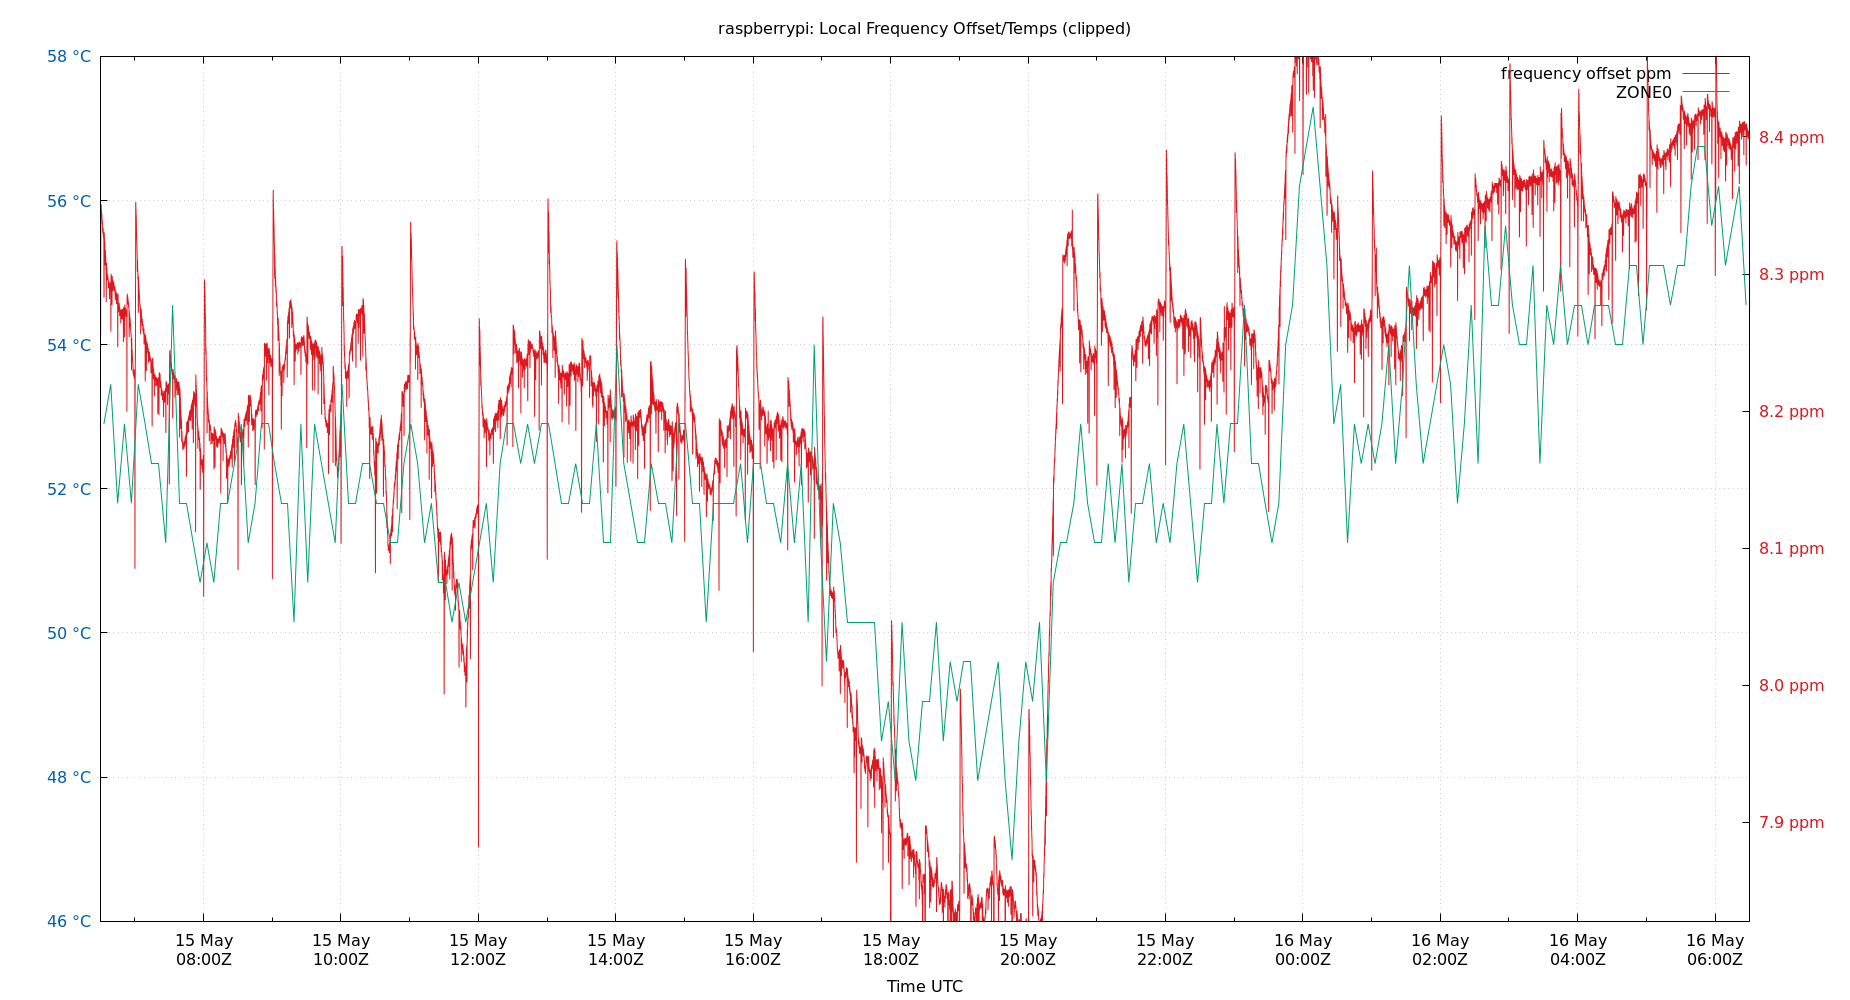 raspberrypi: Local Frequency Offset/Temps (clipped)
58 °C
56 °C
54 °C
52 °C
50 °C
48 °C
46 °C
frequency offset ppm
ZONE0
8.4 ppm
8.3 ppm
8.2 ppm
8.1 ppm
8.0 ppm
7.9 ppm
15 May 15 May 15 May 15 May 15 May 15 May 15 May 15 May 16 May 16 May 16 May 16 May
08:00Z 10:00Z 12:00Z 14:00Z 16:00Z 18:00Z 20:00Z 22:00Z 00:00Z 02:00Z 04:00Z 06:00Z
Time UTC